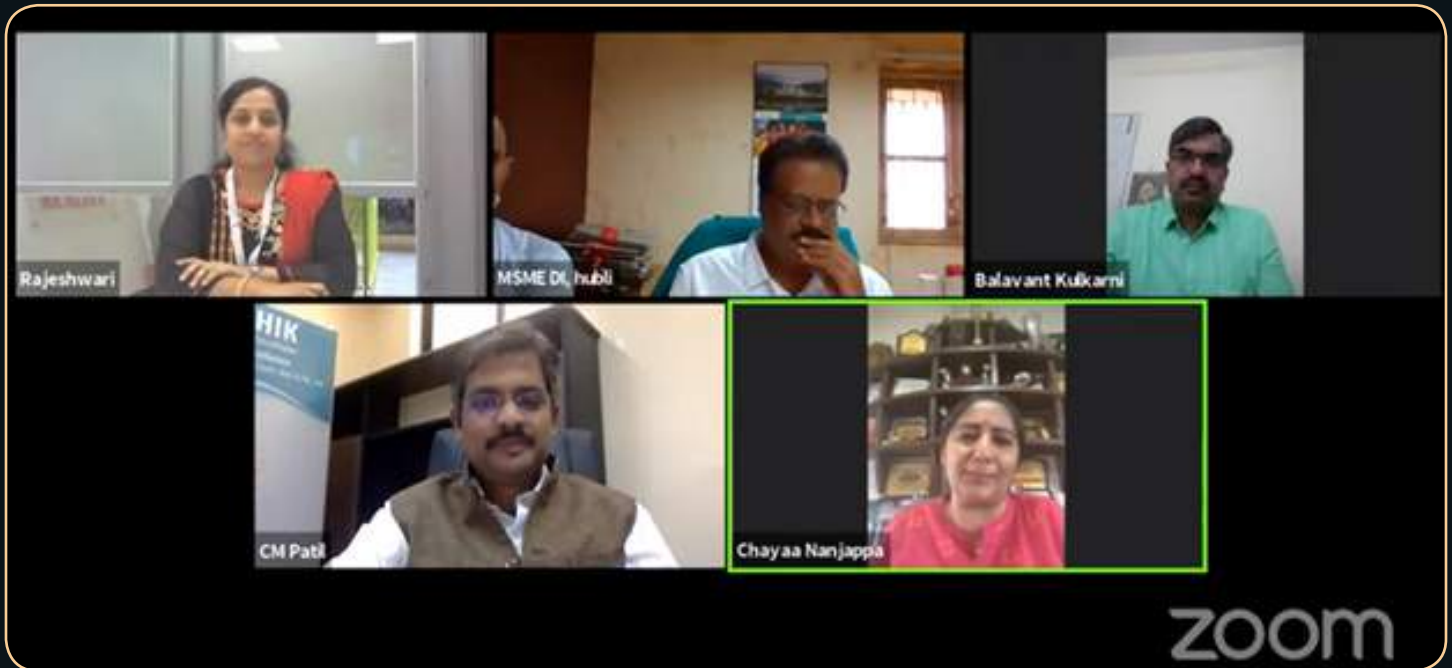 Rajeshwari
MSME DI, hubli
Balavant Kulkarni
HIK
CM Patil
Chayaa Nanjappa
zoom